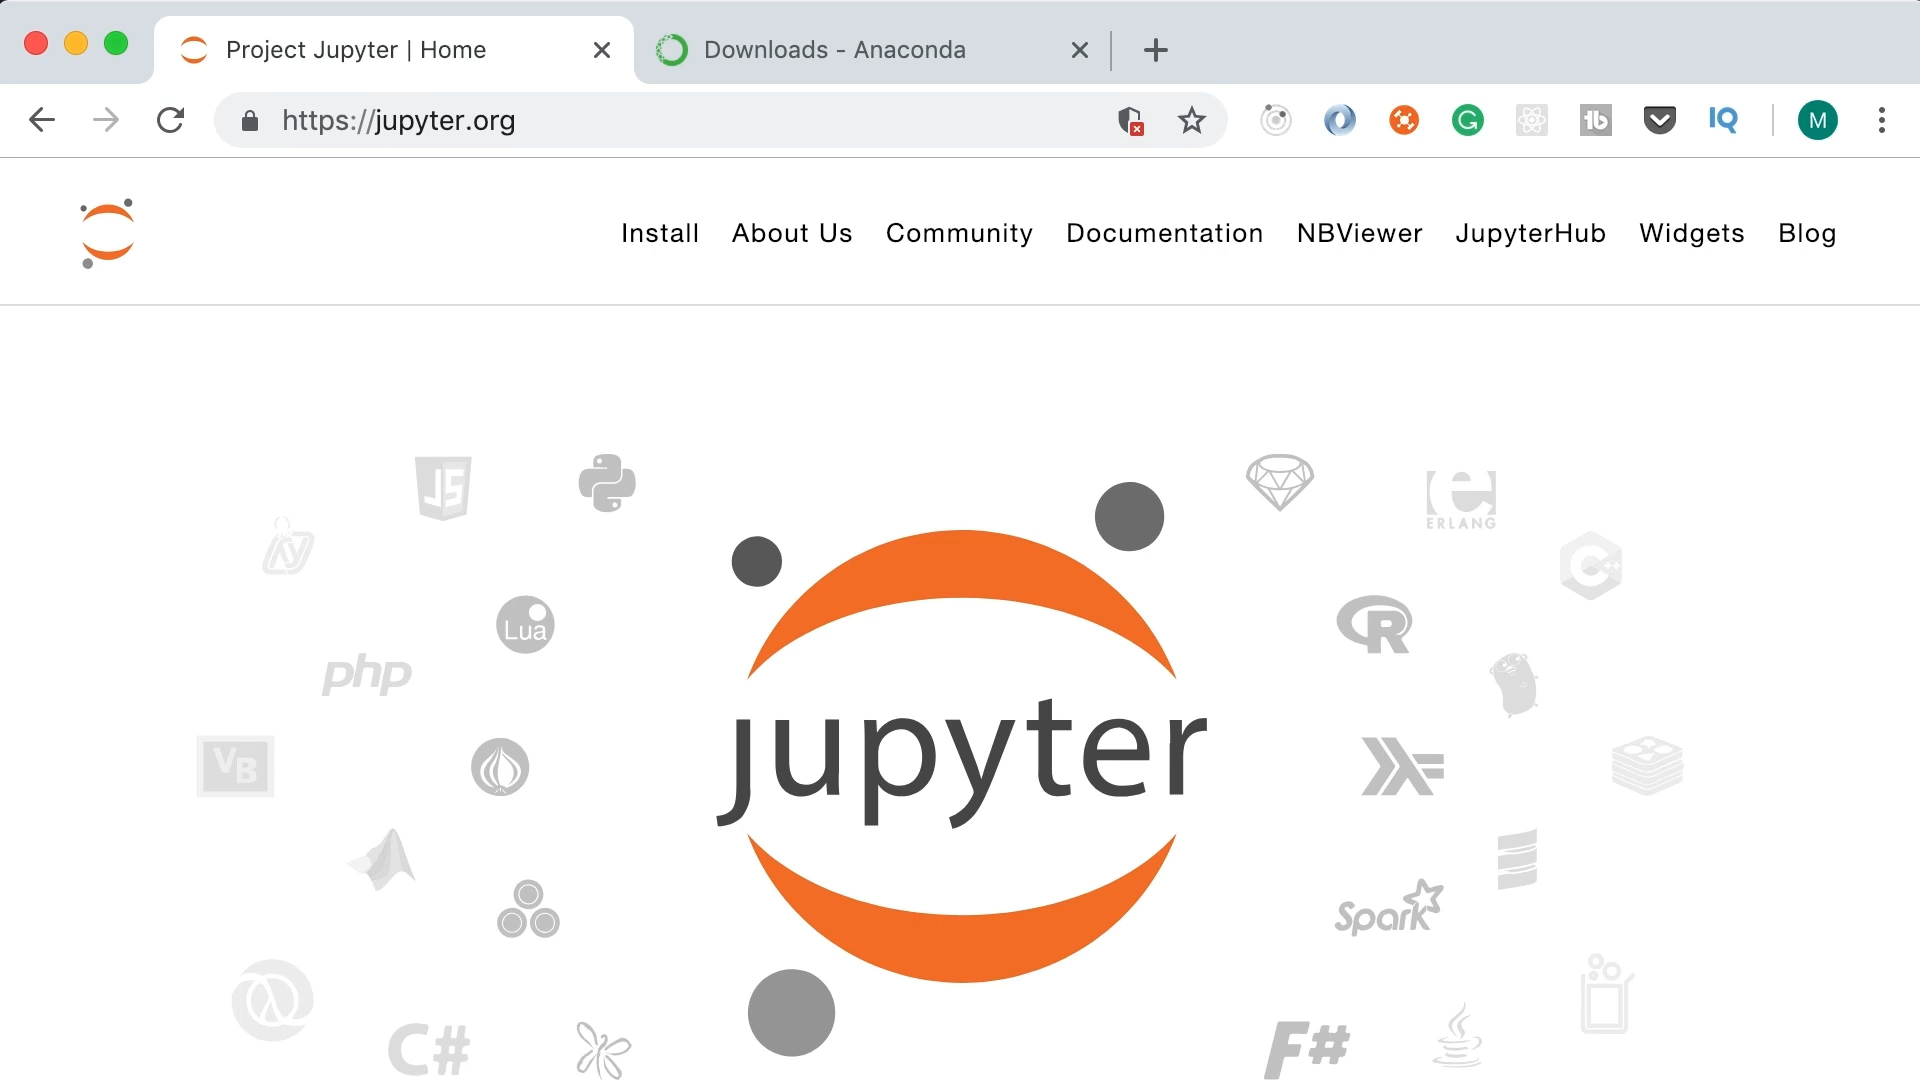 Project Jupyter | Home
Downloads - Anaconda
https://jupyter.org
IQ
M
Install About Us Community Documentation NBViewer JupyterHub Widgets Blog
JS
ERLANG
C++
Lua
R
php
jupyter
VB
Spark
C#
F#